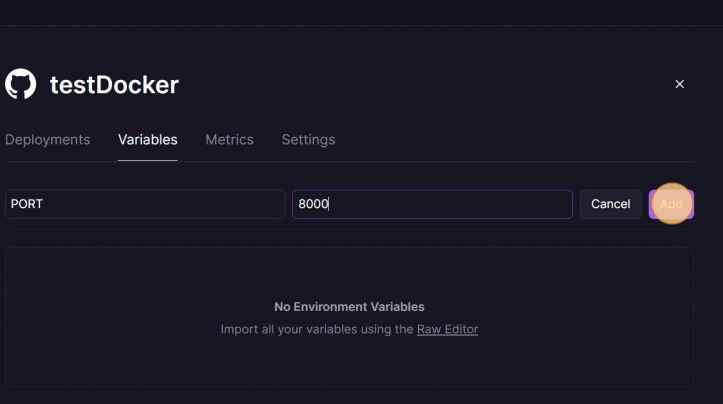 testDocker
Deployments Variables Metrics Settings
PORT 8000 Cancel Add
No Environment Variables
Import all your variables using the Raw Editor